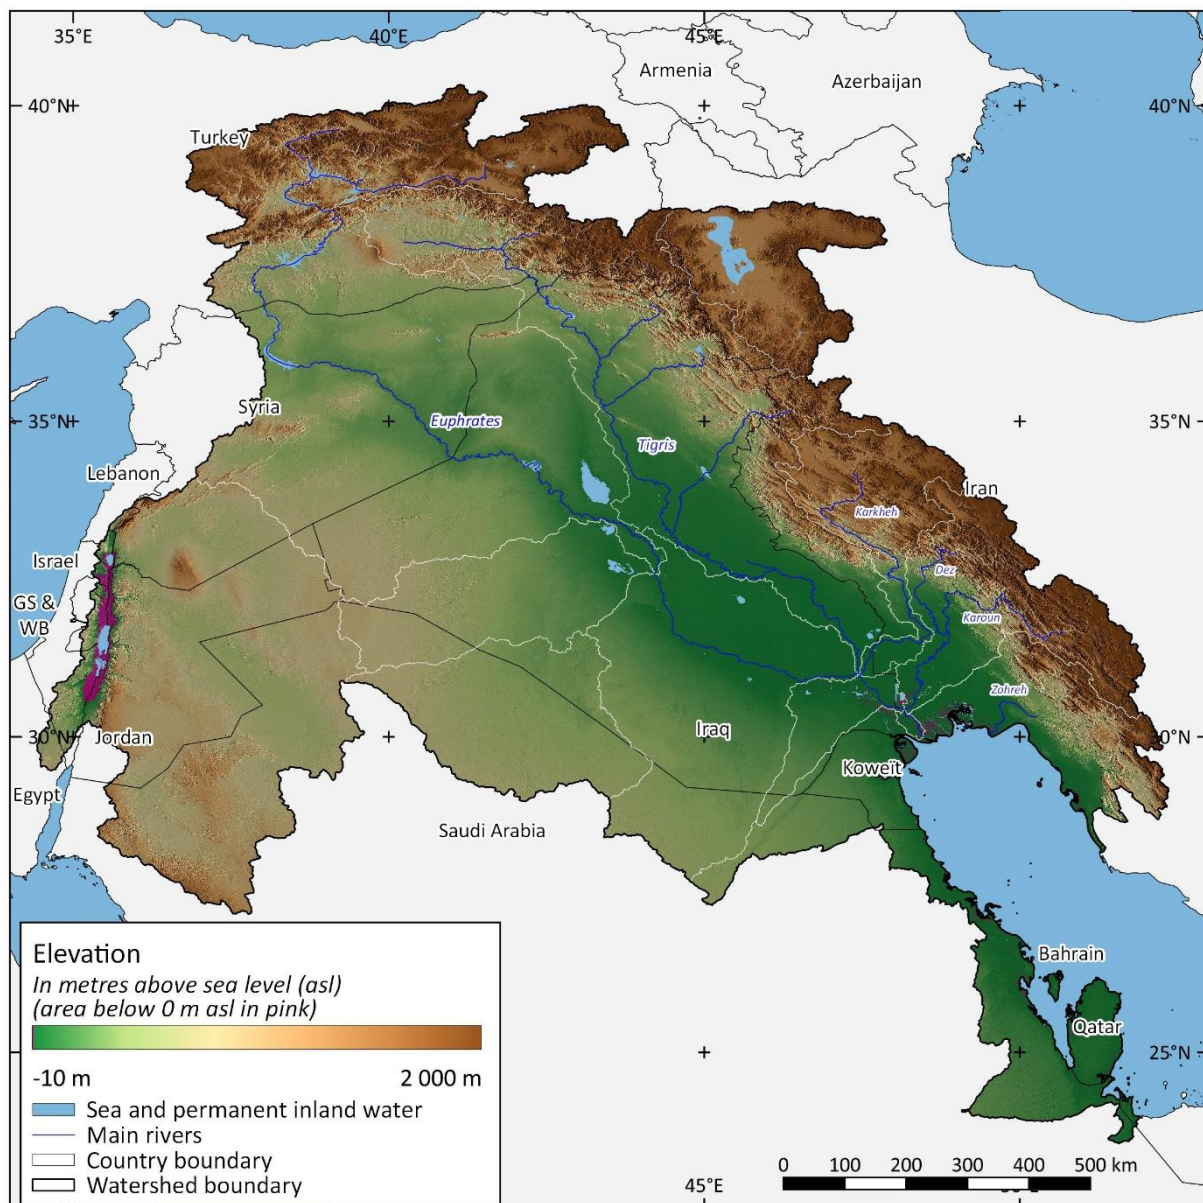 35°E
40°E
45°E
Armenia
Azerbaijan
40°N
40°N
Turkey
35°N
Syria
Euphrates
Tigris
35°N
Lebanon
Karkheh
Iran
Israel
Dez
GS &
WB
Karoun
Zohreh
30°N
Jordan
Iraq
Koweït
Egypt
Saudi Arabia
Elevation
In metres above sea level (asl)
(area below 0 m asl in pink)
-10 m
2 000 m
Sea and permanent inland water
Main rivers
Country boundary
Watershed boundary
Bahrain
Qatar
25°N
0 100 200 300 400 500 km
45°E